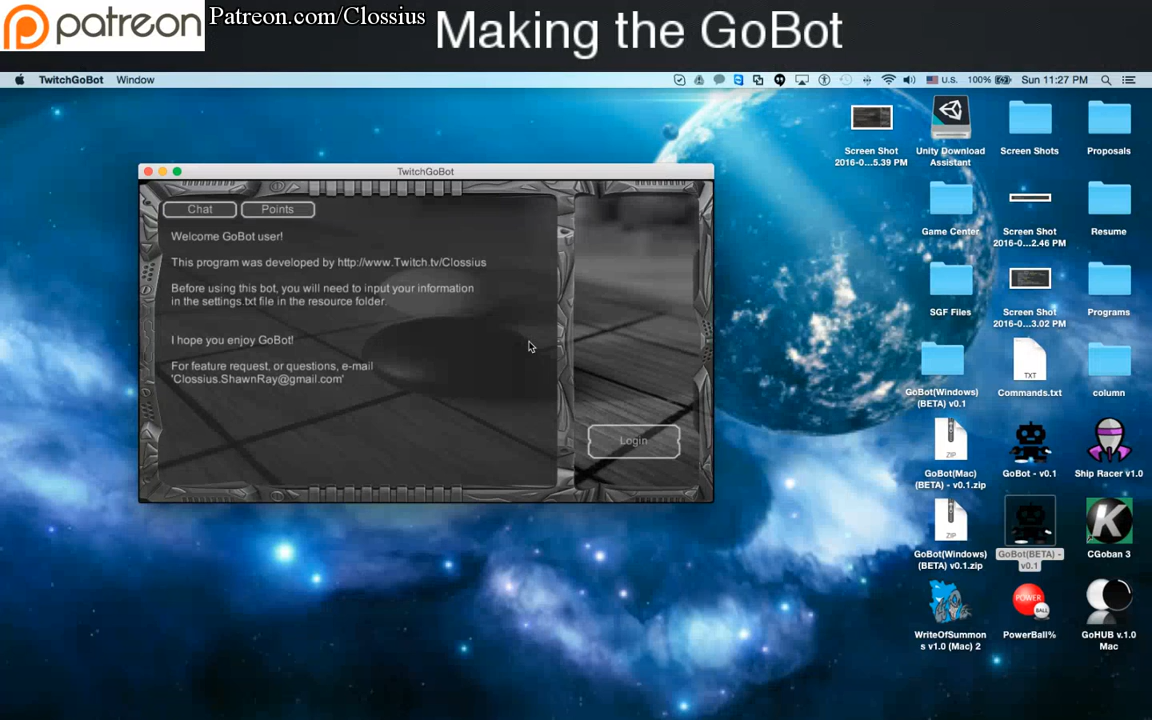 patreon
Patreon.com/Clossius
Making the GoBot
TwitchGoBot Window
U.S. 100% Sun 11:27 PM
TwitchGoBot
Chat Points
Welcome GoBot user!
This program was developed by http://www.Twitch.tv/Clossius
Before using this bot, you will need to input your information
in the settings.txt file in the resource folder.
I hope you enjoy GoBot!
For feature request, or questions, e-mail
'Clossius.ShawnRay@gmail.com'
Login
Screen Shot
2016-0...5.39 PM
Unity Download
Assistant
Screen Shots
Proposals
Game Center
Screen Shot
2016-0...2.46 PM
Resume
SGF Files
Screen Shot
2016-0...3.02 PM
Programs
GoBot(Windows)
(BETA) v0.1
TXT
Commands.txt
column
ZIP
GoBot(Mac)
(BETA) - v0.1.zip
GoBot - v0.1
Ship Racer v1.0
ZIP
GoBot(Windows)
(BETA) v0.1.zip
GoBot(BETA) -
v0.1
K
CGoban 3
WriteOfSummon
s v1.0 (Mac) 2
POWER
BALL
PowerBall%
GoHUB v.1.0
Mac